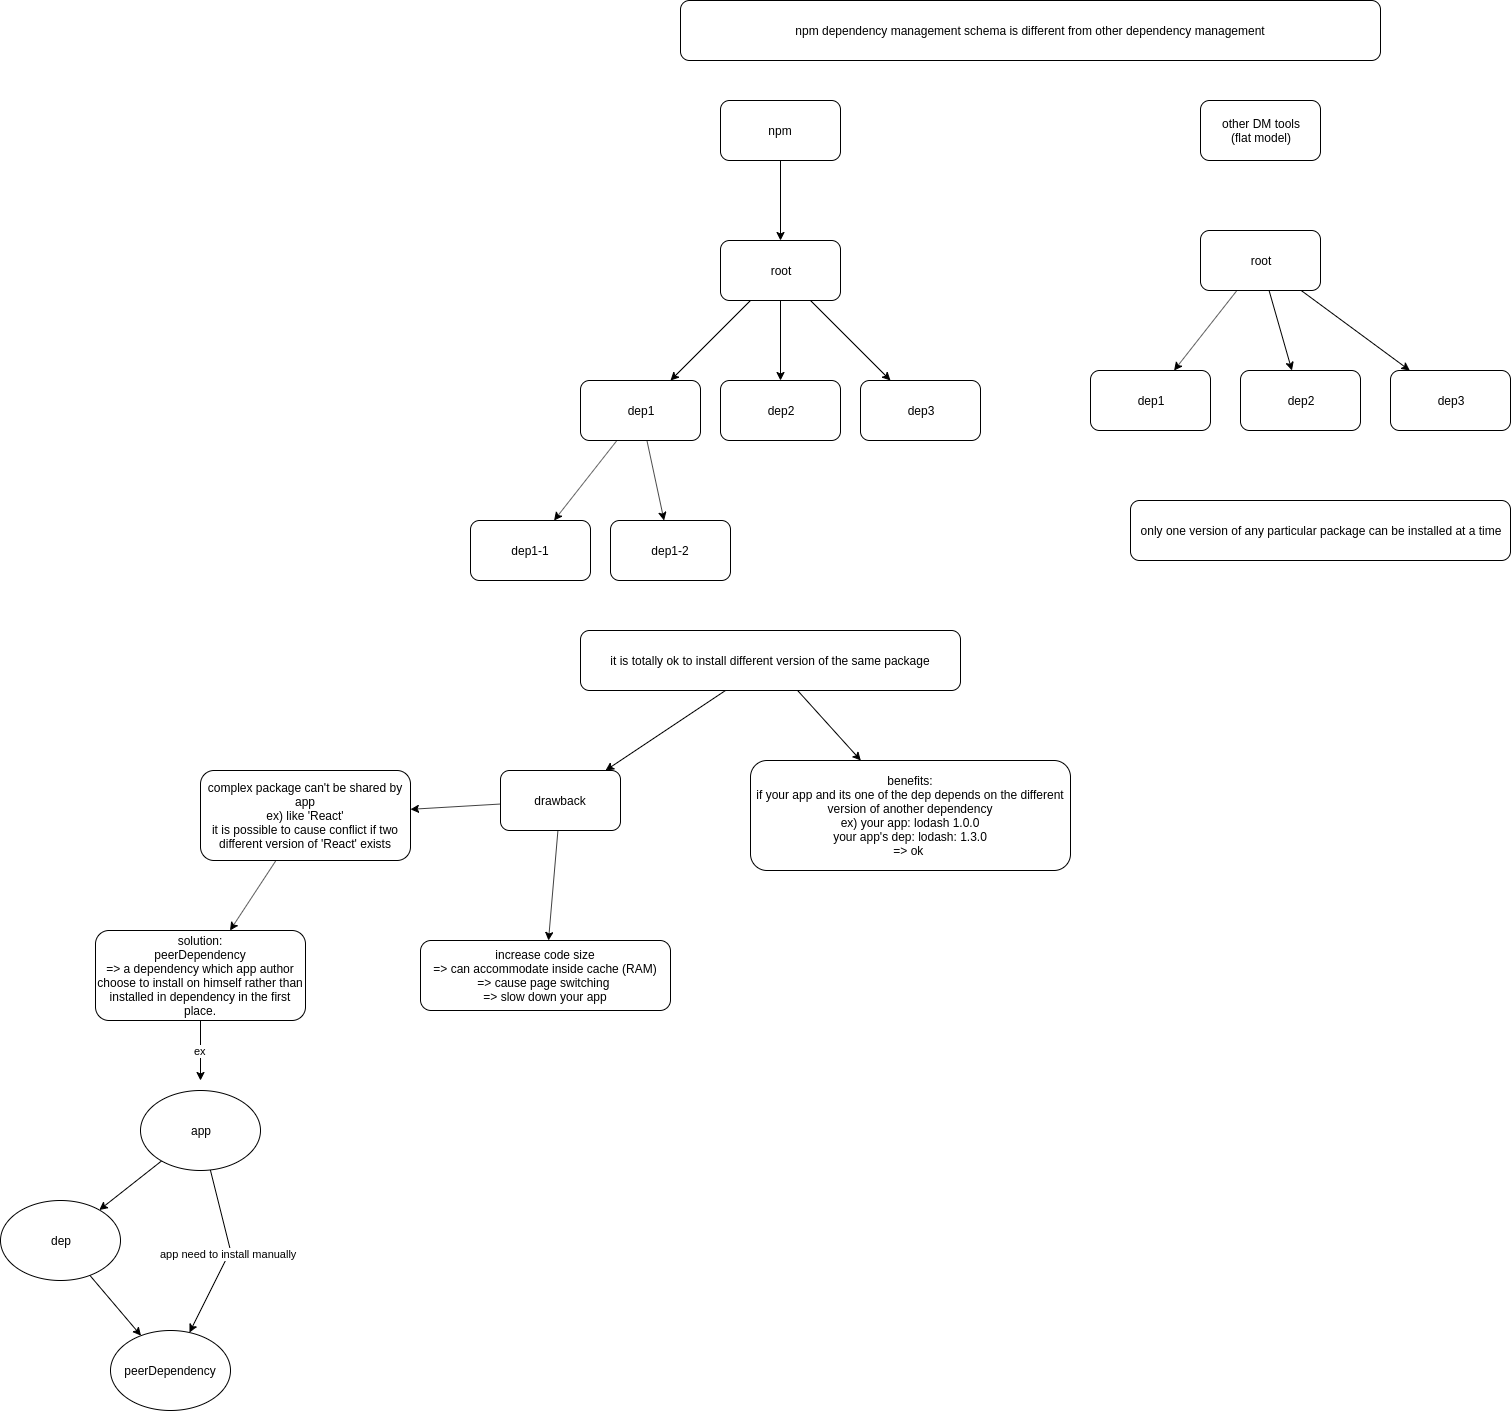 npm dependency management schema is different from other dependency management
npm
other DM tools
(flat model)
root
root
dep1
dep2
dep3
dep1
dep2
dep3
dep1-1
dep1-2
only one version of any particular package can be installed at a time
it is totally ok to install different version of the same package
complex package can't be shared by
app
ex) like 'React'
it is possible to cause conflict if two
different version of 'React' exists
drawback
benefits:
if your app and its one of the dep depends on the different
version of another dependency
ex) your app: lodash 1.0.0
your app's dep: lodash: 1.3.0
=> ok
solution:
peerDependency
=> a dependency which app author
choose to install on himself rather than
installed in dependency in the first
place.
increase code size
=> can accommodate inside cache (RAM)
=> cause page switching
=> slow down your app
ex
app
dep
app need to install manually
peerDependency